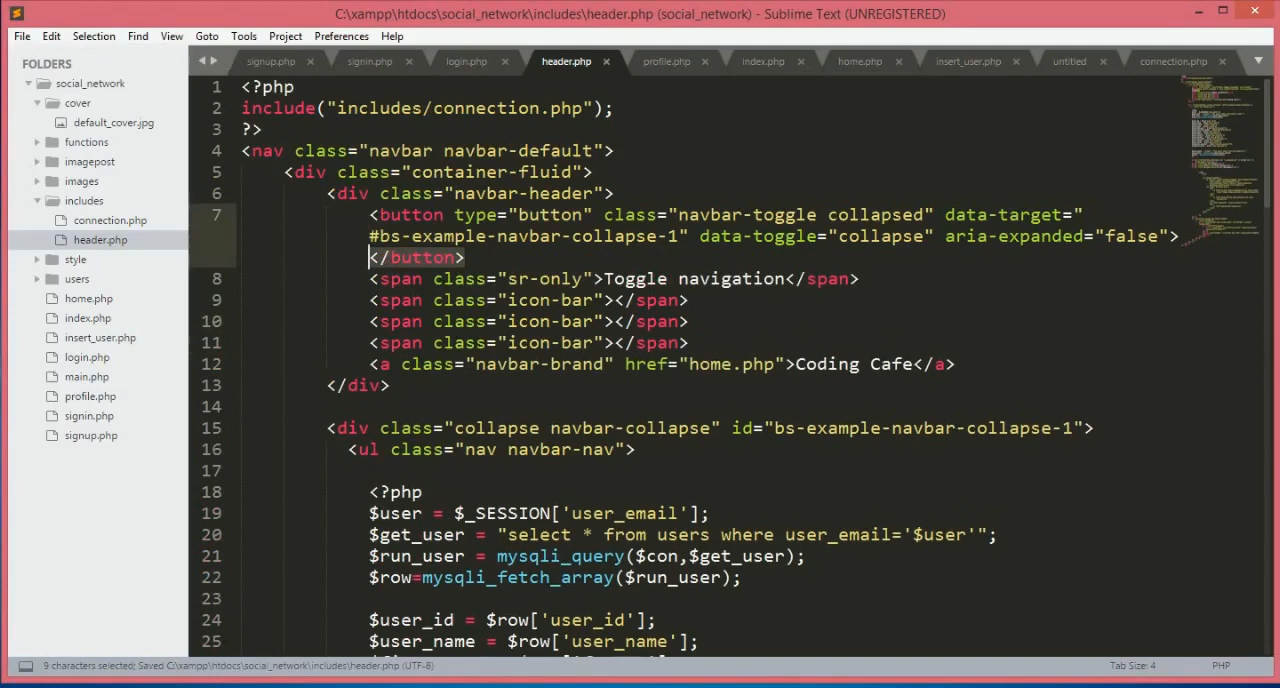 C:\xampp\htdocs\social_network\includes\header.php (social_network) - Sublime Text (UNREGISTERED)
File Edit Selection Find View Goto Tools Project Preferences Help
FOLDERS
social_network
cover
default_cover.jpg
functions
imagepost
images
includes
connection.php
header.php
style
users
home.php
index.php
insert_user.php
login.php
main.php
profile.php
signin.php
signup.php
signup.php signin.php login.php header.php profile.php index.php home.php insert_user.php untitled connection.php
1 <?php
2 include("includes/connection.php");
3 ?>
4 <nav class="navbar navbar-default">
5 <div class="container-fluid">
6 <div class="navbar-header">
7 <button type="button" class="navbar-toggle collapsed" data-target="
#bs-example-navbar-collapse-1" data-toggle="collapse" aria-expanded="false">
</button>
8 <span class="sr-only">Toggle navigation</span>
9 <span class="icon-bar"></span>
10 <span class="icon-bar"></span>
11 <span class="icon-bar"></span>
12 <a class="navbar-brand" href="home.php">Coding Cafe</a>
13 </div>
14
15 <div class="collapse navbar-collapse" id="bs-example-navbar-collapse-1">
16 <ul class="nav navbar-nav">
17
18 <?php
19 $user = $_SESSION['user_email'];
20 $get_user = "select * from users where user_email='$user'";
21 $run_user = mysqli_query($con,$get_user);
22 $row=mysqli_fetch_array($run_user);
23
24 $user_id = $row['user_id'];
25 $user_name = $row['user_name'];
9 characters selected; Saved C:\xampp\htdocs\social_network\includes\header.php (UTF-8) Tab Size: 4 PHP